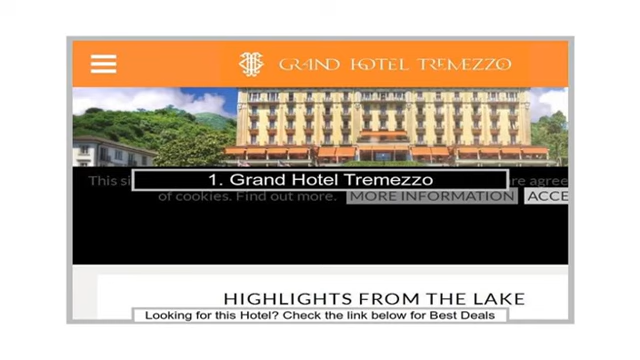 GRAND HOTEL TREMEZZO
1. Grand Hotel Tremezzo
This si re agree
of cookies. Find out more. MORE INFORMATION ACCE
HIGHLIGHTS FROM THE LAKE
Looking for this Hotel? Check the link below for Best Deals